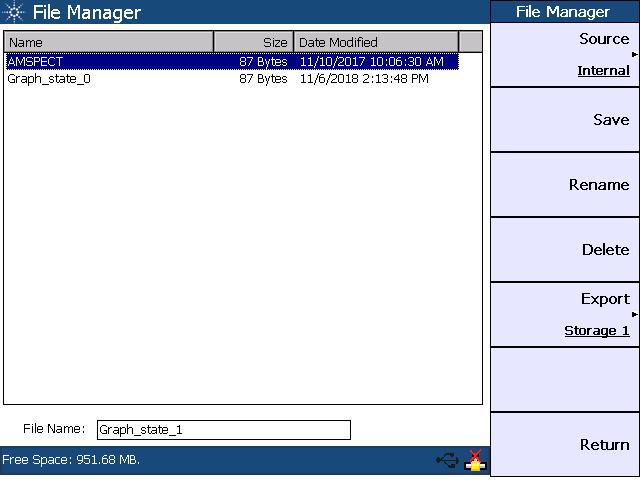 File Manager
File Manager
Name Size Date Modified
AMSPECT 87 Bytes 11/10/2017 10:06:30 AM
Graph_state_0 87 Bytes 11/6/2018 2:13:48 PM
Source
Internal
Save
Rename
Delete
Export
Storage 1
Return
File Name: Graph_state_1
Free Space: 951.68 MB.